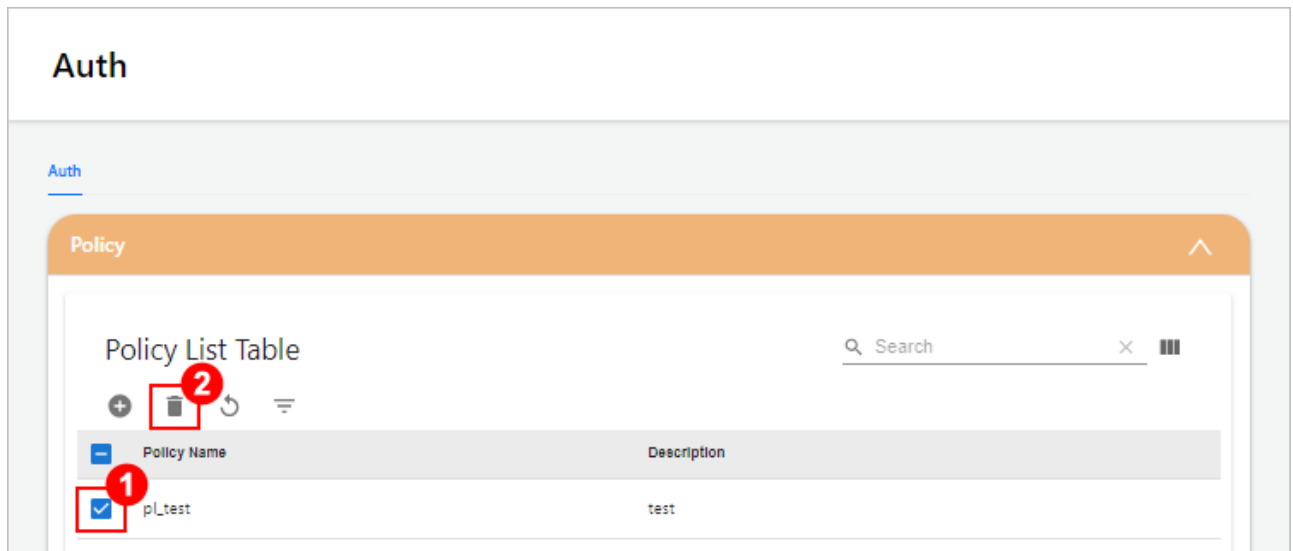 Auth
Auth
Policy
Policy List Table
Search
2
Policy Name Description
1
pl_test test